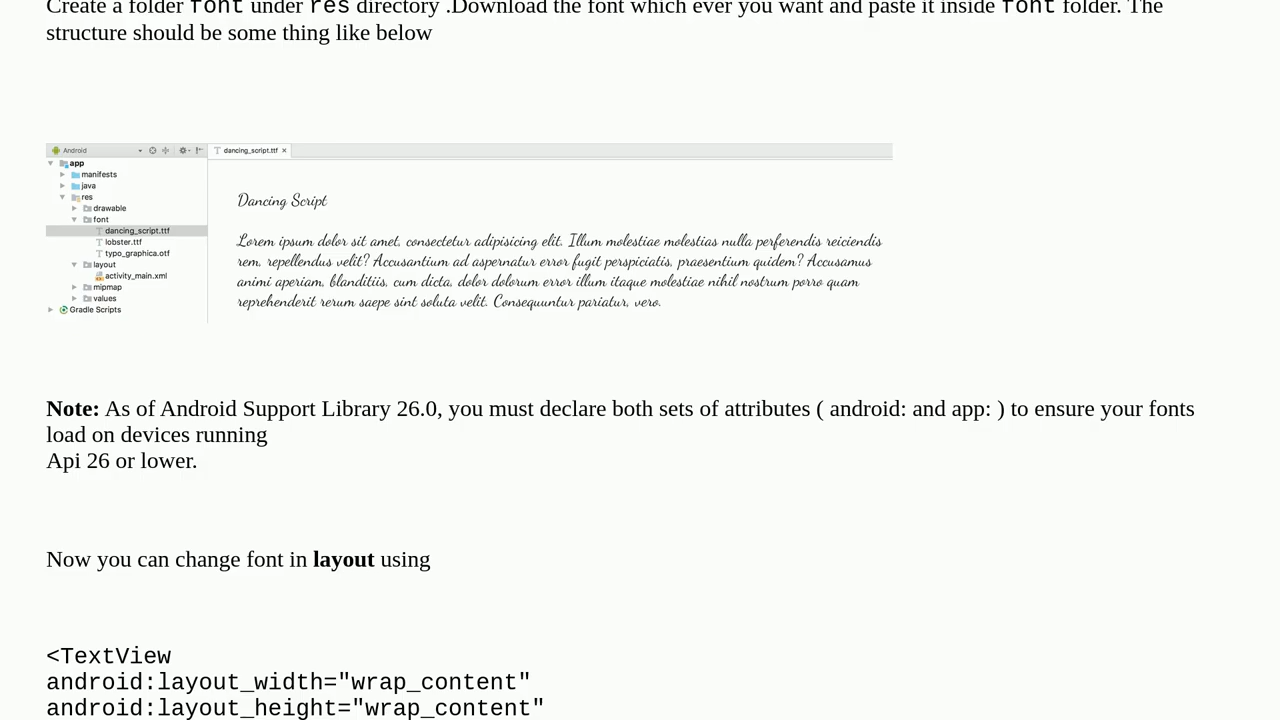 Create a folder font under res directory .Download the font which ever you want and paste it inside font folder. The
structure should be some thing like below
Android
dancing_script.ttf
app
manifests
java
res
drawable
font
dancing_script.ttf
lobster.ttf
typo_graphica.otf
layout
activity_main.xml
mipmap
values
Gradle Scripts
Dancing Script
Lorem ipsum dolor sit amet, consectetur adipisicing elit. Illum molestiae molestias nulla perferendis reiciendis
rem, repellendus velit? Accusantium ad aspernatur error fugit perspiciatis, praesentium quidem? Accusamus
animi aperiam, blanditiis, cum dicta, dolor dolorum error illum itaque molestiae nihil nostrum porro quam
reprehenderit rerum saepe sint soluta velit. Consequuntur pariatur, vero.
Note: As of Android Support Library 26.0, you must declare both sets of attributes ( android: and app: ) to ensure your fonts
load on devices running
Api 26 or lower.
Now you can change font in layout using
<TextView
android:layout_width="wrap_content"
android:layout_height="wrap_content"